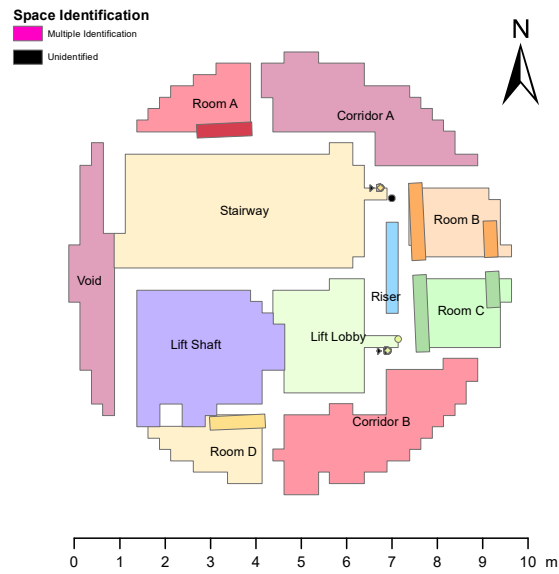 Space Identification
Multiple Identification
Unidentified
N
Room A
Corridor A
Stairway
Room B
Void
Riser
Room C
Lift Shaft
Lift Lobby
Corridor B
Room D
0 1 2 3 4 5 6 7 8 9 10 m